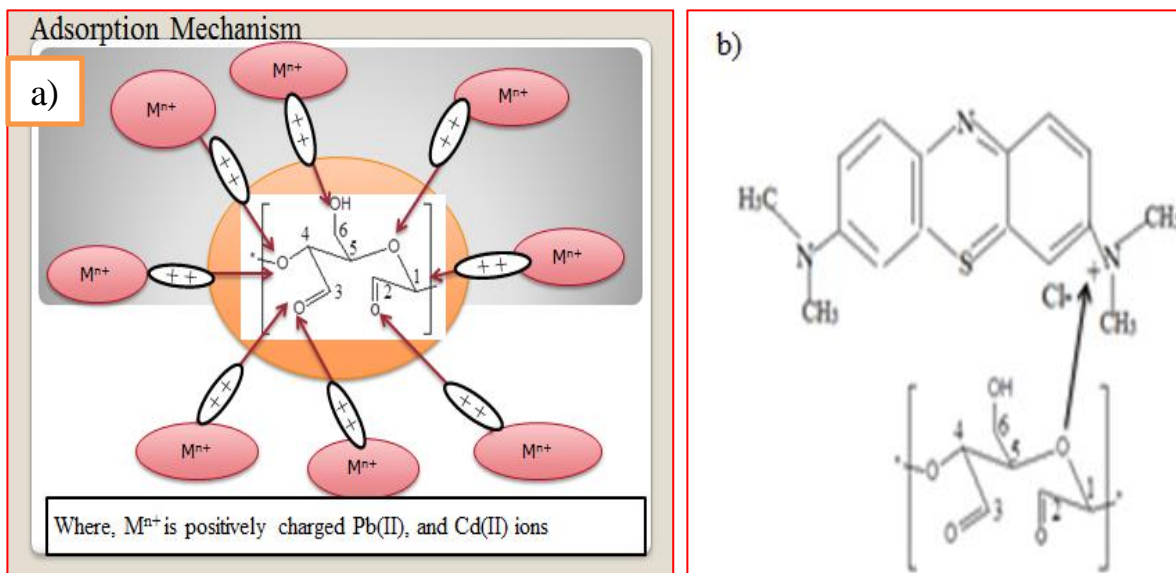 Adsorption Mechanism
a)
Mⁿ⁺
Mⁿ⁺
Mⁿ⁺
Mⁿ⁺
Mⁿ⁺
Mⁿ⁺
Mⁿ⁺
Mⁿ⁺
++
++
++
++
++
++
++
++
OH
6
4
5
O
O
1
3
2
O
O
Where, Mⁿ⁺ is positively charged Pb(II), and Cd(II) ions
b)
N
H₃C
CH₃
N
S
N
+
Cl-
CH₃
CH₃
OH
6
4
5
O
O
1
3
2
O
O